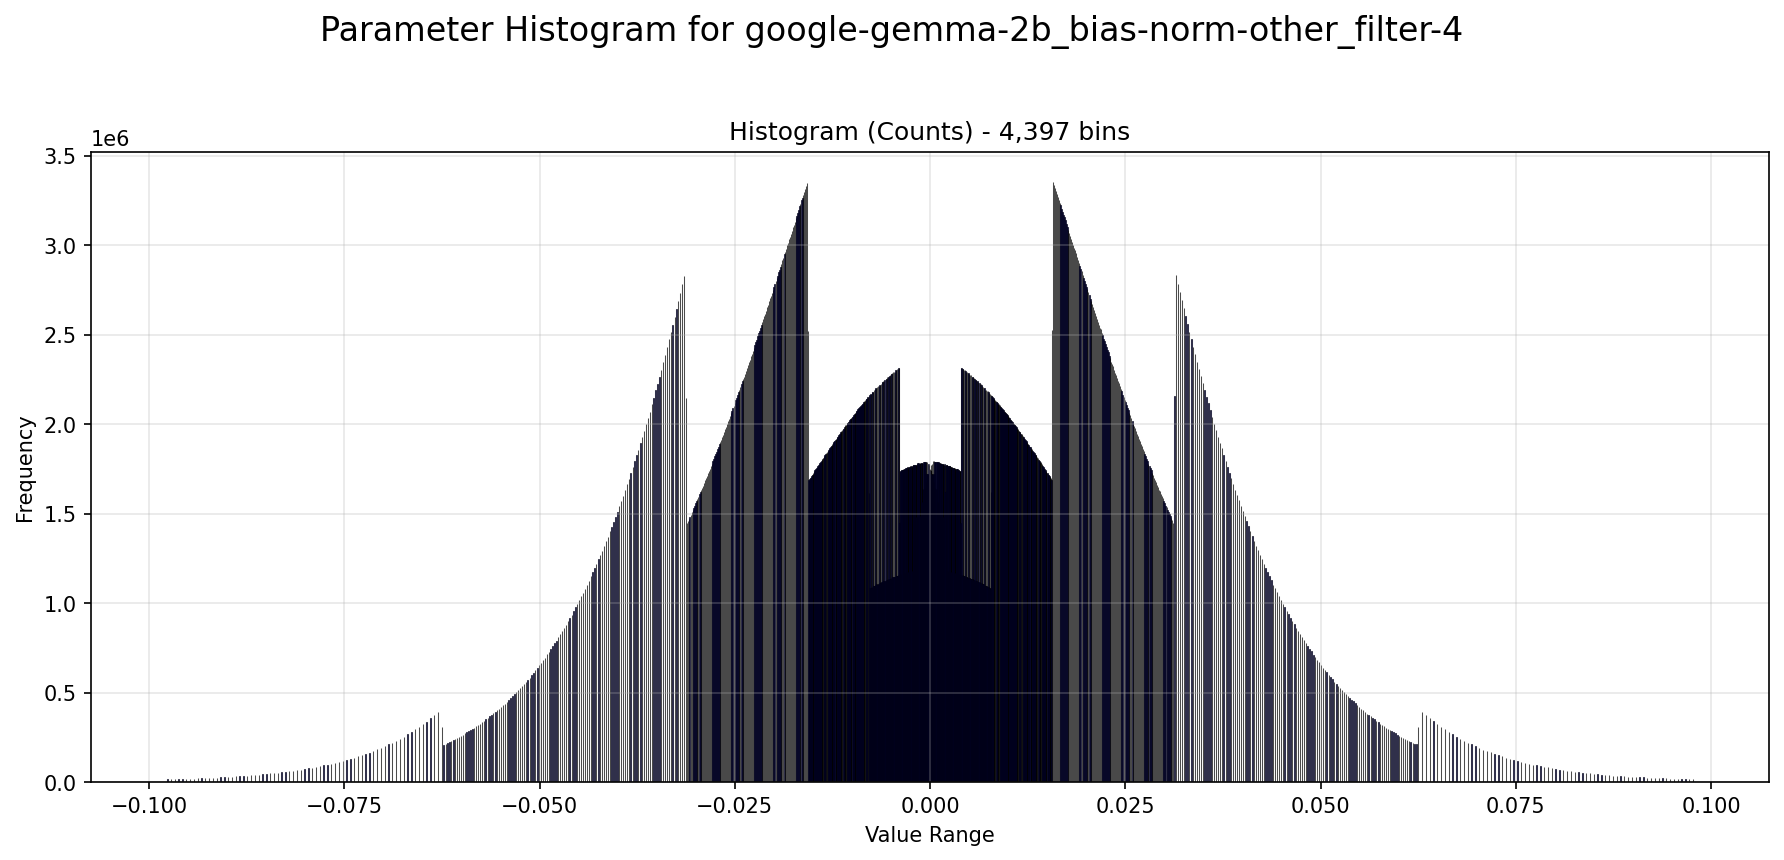 Parameter Histogram for google-gemma-2b_bias-norm-other_filter-4
Histogram (Counts) - 4,397 bins
1e6
3.5
3.0
2.5
2.0
1.5
1.0
0.5
0.0
Frequency
−0.100 −0.075 −0.050 −0.025 0.000 0.025 0.050 0.075 0.100
Value Range